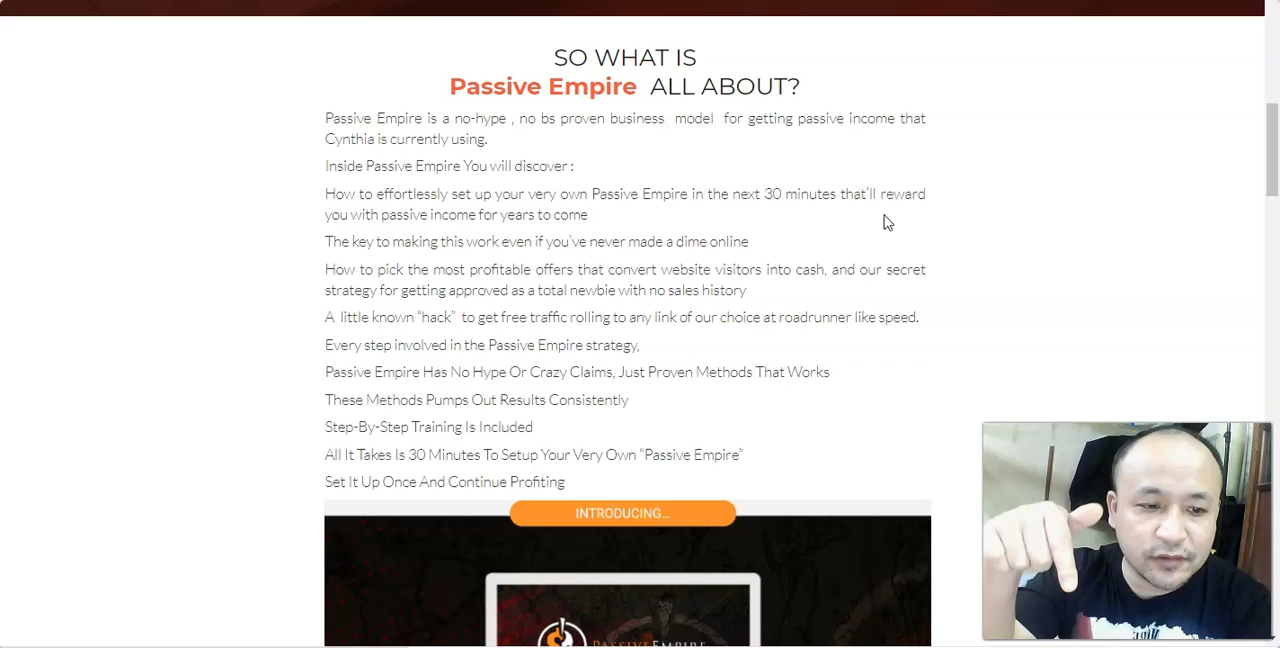 SO WHAT IS
Passive Empire ALL ABOUT?
Passive Empire is a no-hype , no bs proven business model for getting passive income that
Cynthia is currently using.
Inside Passive Empire You will discover :
How to effortlessly set up your very own Passive Empire in the next 30 minutes that'll reward
you with passive income for years to come
The key to making this work even if you've never made a dime online
How to pick the most profitable offers that convert website visitors into cash, and our secret
strategy for getting approved as a total newbie with no sales history
A little known “hack” to get free traffic rolling to any link of our choice at roadrunner like speed.
Every step involved in the Passive Empire strategy,
Passive Empire Has No Hype Or Crazy Claims, Just Proven Methods That Works
These Methods Pumps Out Results Consistently
Step-By-Step Training Is Included
All It Takes Is 30 Minutes To Setup Your Very Own “Passive Empire”
Set It Up Once And Continue Profiting
INTRODUCING...
PASSIVEEMPIRE